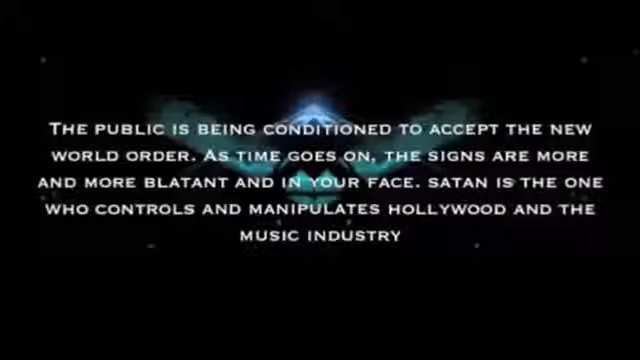 The public is being conditioned to accept the new
world order. As time goes on, the signs are more
and more blatant and in your face. satan is the one
who controls and manipulates hollywood and the
music industry